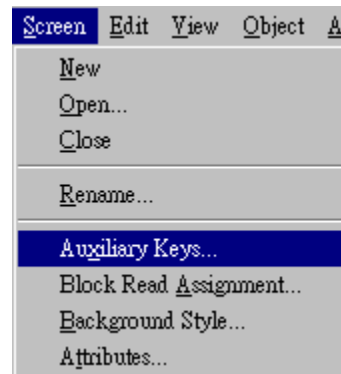 Screen Edit View Object A
New
Open...
Close
Rename...
Auxiliary Keys...
Block Read Assignment...
Background Style...
Attributes...